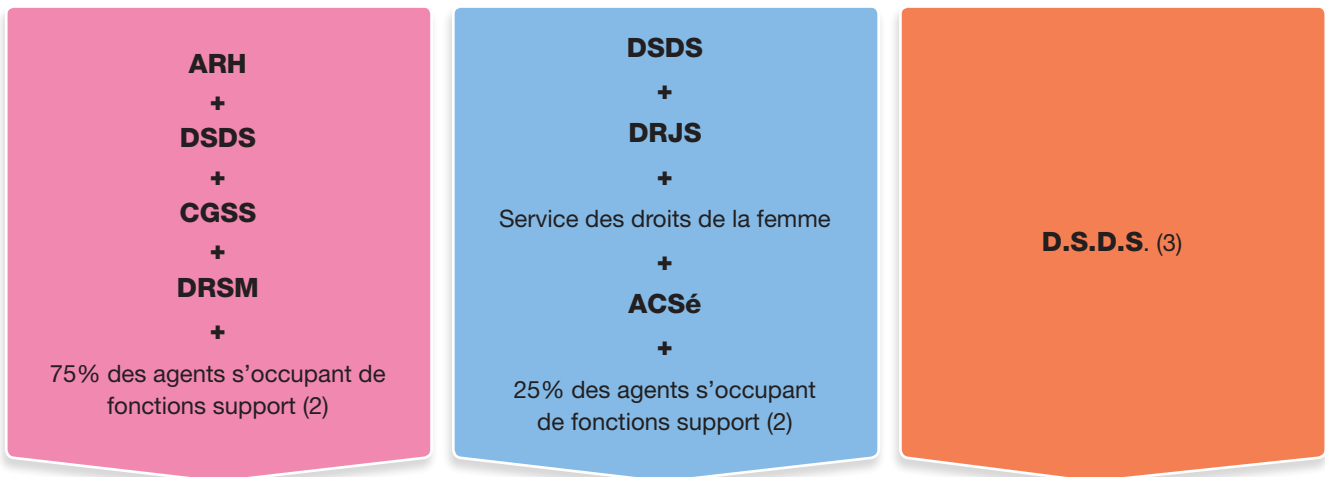 ARH
+
DSDS
+
CGSS
+
DRSM
+
75% des agents s’occupant de
fonctions support (2)
DSDS
+
DRJS
+
Service des droits de la femme
+
ACSé
+
25% des agents s’occupant
de fonctions support (2)
D.S.D.S. (3)